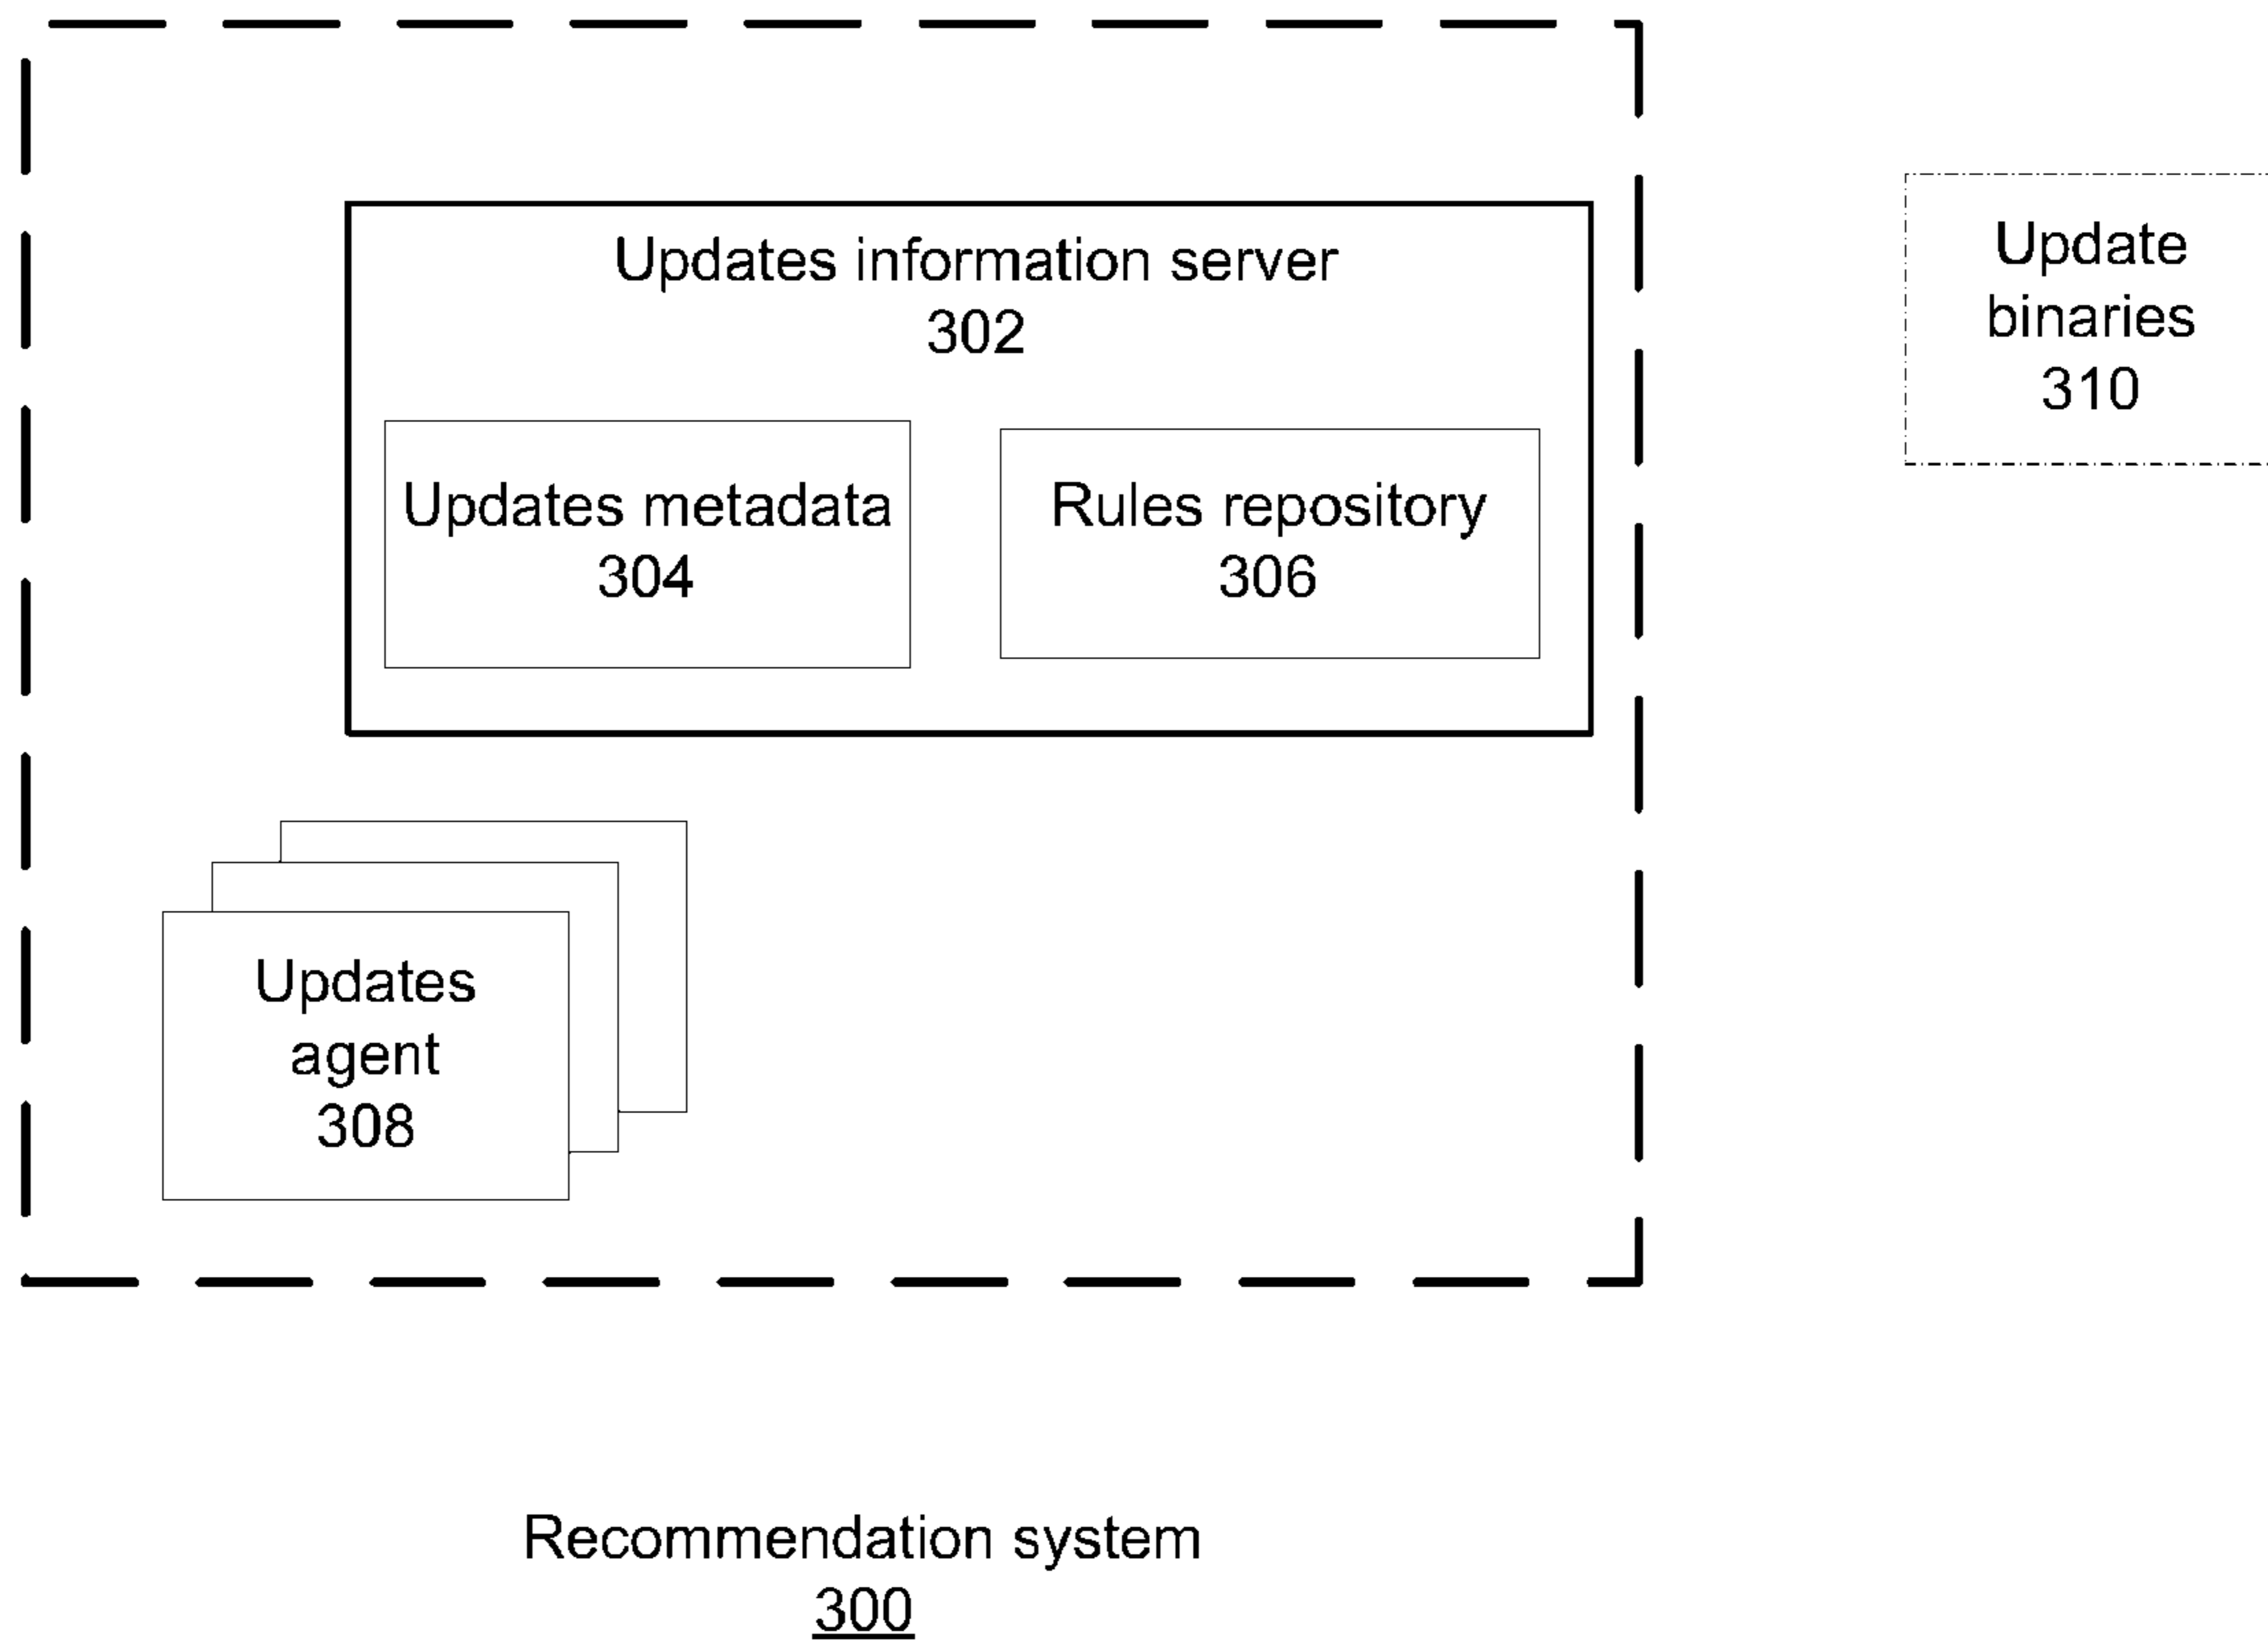 Updates information server
302
Update
binaries
310
Updates metadata
304
Rules repository
306
Updates
agent
308
Recommendation system
300